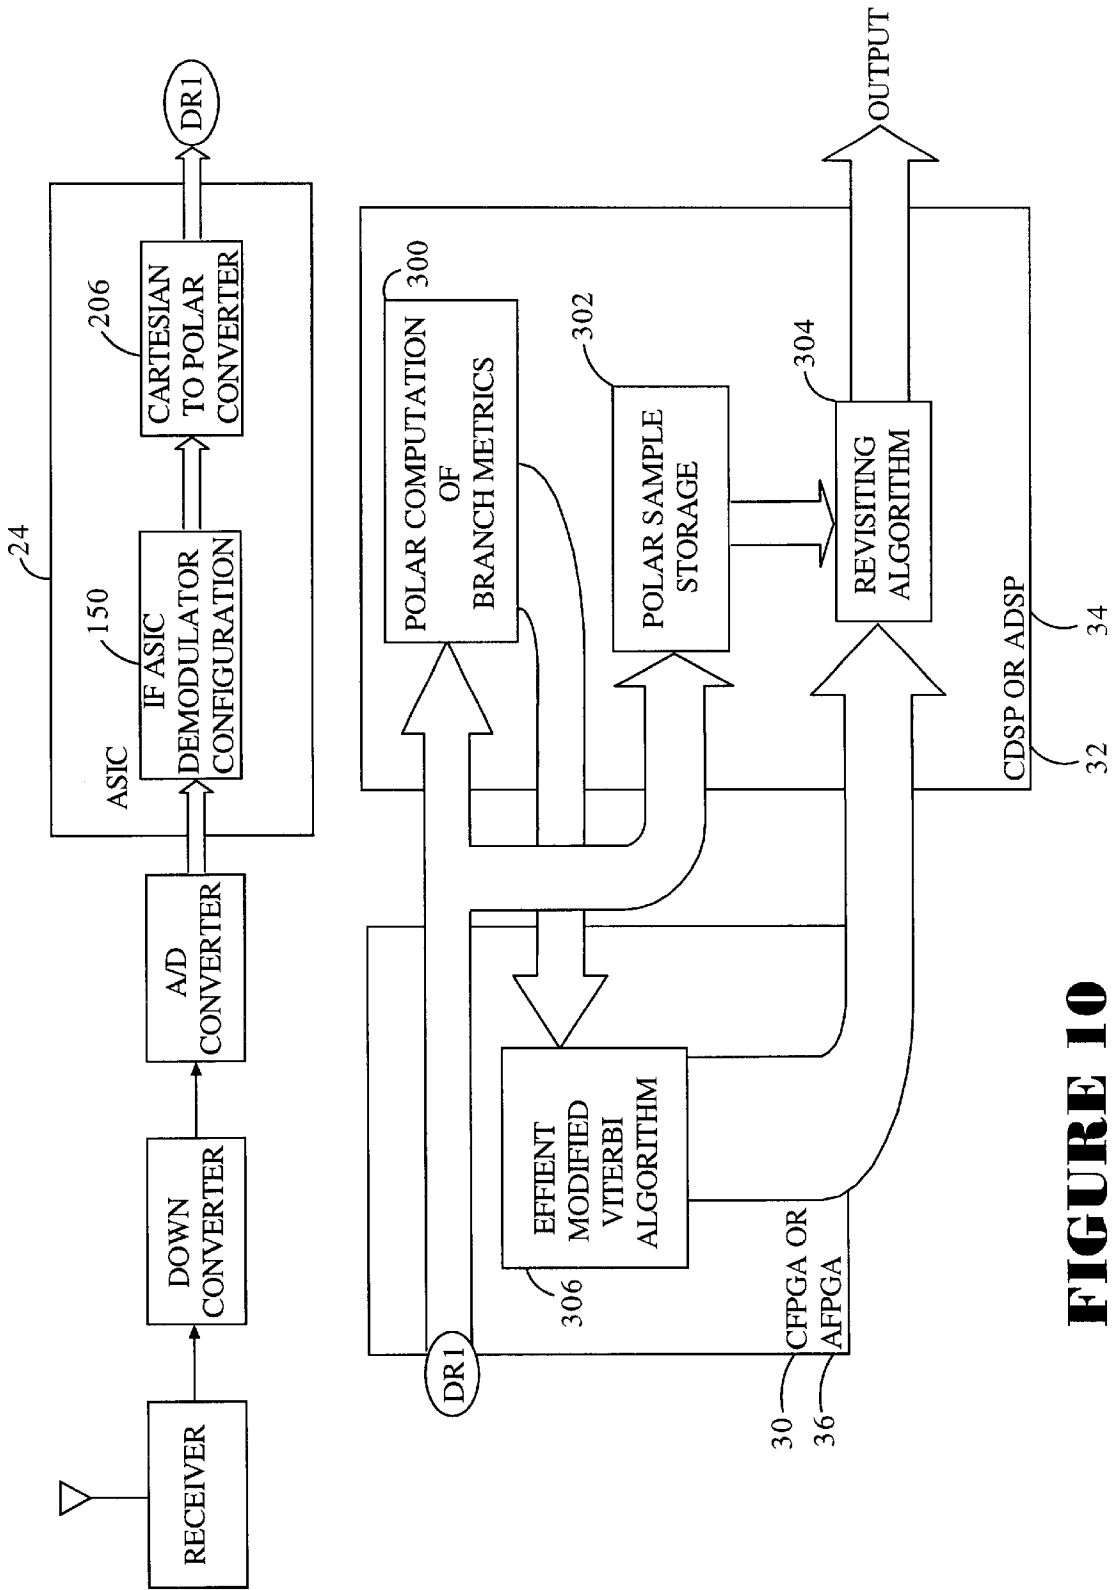 24
ASIC
150
206
RECEIVER
DOWN
CONVERTER
A/D
CONVERTER
IF ASIC
DEMODULATOR
CONFIGURATION
CARTESIAN
TO POLAR
CONVERTER
DR1
DR1
300
POLAR COMPUTATION
OF
BRANCH METRICS
302
POLAR SAMPLE
STORAGE
304
REVISITING
ALGORITHM
OUTPUT
EFFIENT
MODIFIED
VITERBI
ALGORITHM
306
CFPGA OR
AFPGA
30
36
CDSP OR ADSP
32
34
FIGURE 10